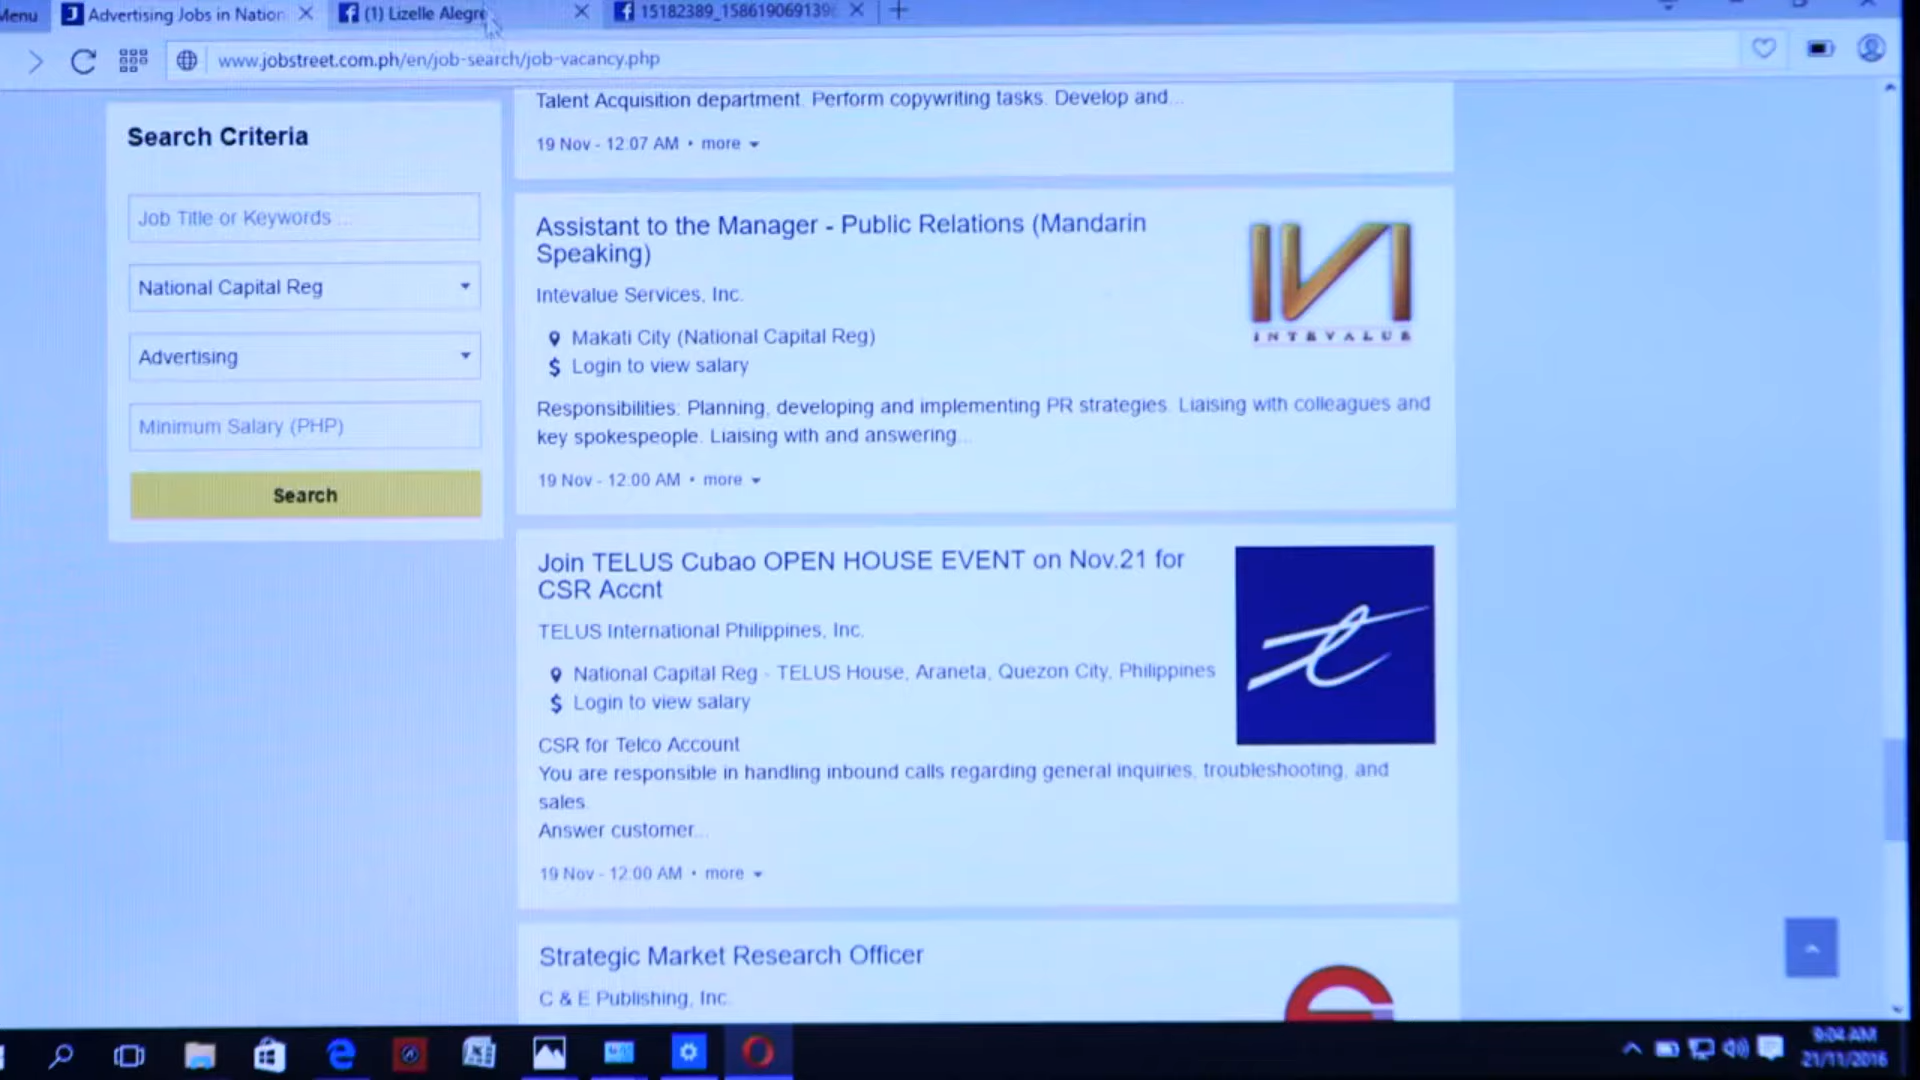 Menu
Advertising Jobs in Nation
(1) Lizelle Alegre
15182389_158619069139
www.jobstreet.com.ph/en/job-search/job-vacancy.php
Search Criteria
Job Title or Keywords ...
National Capital Reg
Advertising
Minimum Salary (PHP)
Search
Talent Acquisition department. Perform copywriting tasks. Develop and...
19 Nov - 12:07 AM • more
Assistant to the Manager - Public Relations (Mandarin
Speaking)
Intevalue Services, Inc.
Makati City (National Capital Reg)
$ Login to view salary
Responsibilities: Planning, developing and implementing PR strategies. Liaising with colleagues and
key spokespeople. Liaising with and answering...
19 Nov - 12:00 AM • more
INTEVALUE
Join TELUS Cubao OPEN HOUSE EVENT on Nov.21 for
CSR Accnt
TELUS International Philippines, Inc.
National Capital Reg - TELUS House, Araneta, Quezon City, Philippines
$ Login to view salary
CSR for Telco Account
You are responsible in handling inbound calls regarding general inquiries, troubleshooting, and
sales.
Answer customer...
19 Nov - 12:00 AM • more
Strategic Market Research Officer
C & E Publishing, Inc.
9:04 AM
21/11/2016